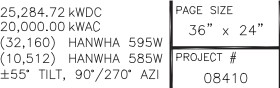 25,284.72 kWDC
20,000.00 kWAC
(32,160) HANWHA 595W
(10,512) HANWHA 585W
±55° TILT, 90°/270° AZI
PAGE SIZE
36" x 24"
PROJECT #
08410